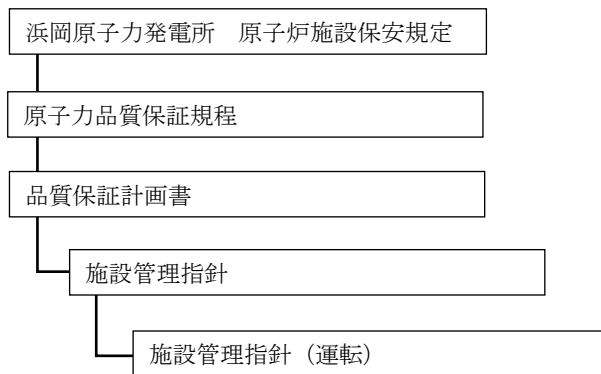 浜岡原子力発電所　原子炉施設保安規定
原子力品質保証規程
品質保証計画書
施設管理指針
施設管理指針（運転）